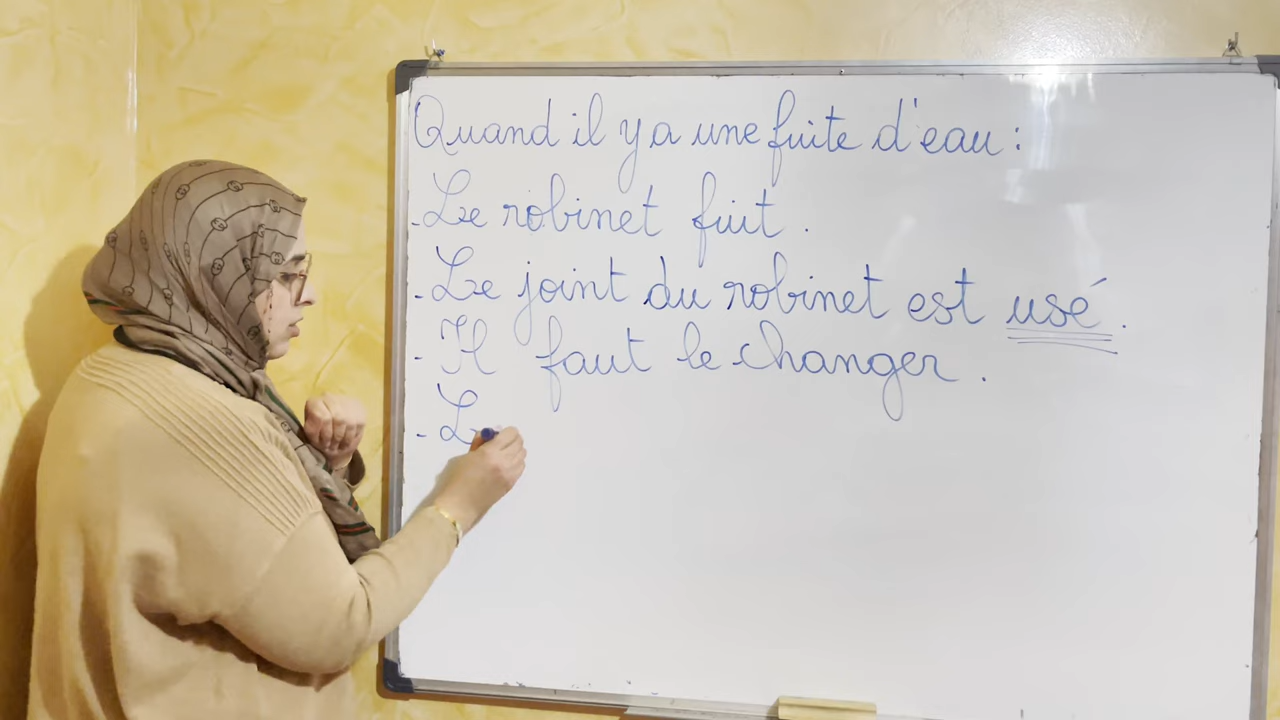 Quand il y a une fuite d'eau :
- Le robinet fuit .
- Le joint du robinet est usé .
- Il faut le changer .
- L